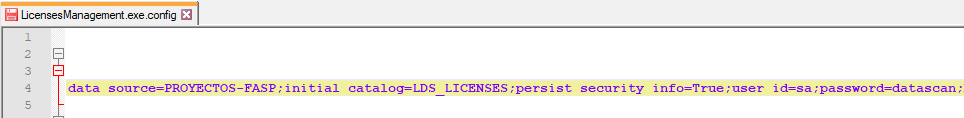 LicensesManagement.exe.config
1
2
3
4 data source=PROYECTOS-FASP;initial catalog=LDS_LICENSES;persist security info=True;user id=sa;password=datascan;
5